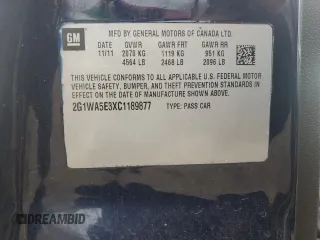 GM
MFD BY GENERAL MOTORS OF CANADA LTD.
DATE GVWR GAWR FRT GAWR RR
11/11 2070 KG 1119 KG 951 KG
4564 LB 2468 LB 2096 LB
THIS VEHICLE CONFORMS TO ALL APPLICABLE U.S. FEDERAL MOTOR
VEHICLE SAFETY, BUMPER, AND THEFT PREVENTION STANDARDS IN
EFFECT ON THE DATE OF MANUFACTURE SHOWN ABOVE.
2G1WA5E3XC1189877 TYPE: PASS CAR
DREAMBID